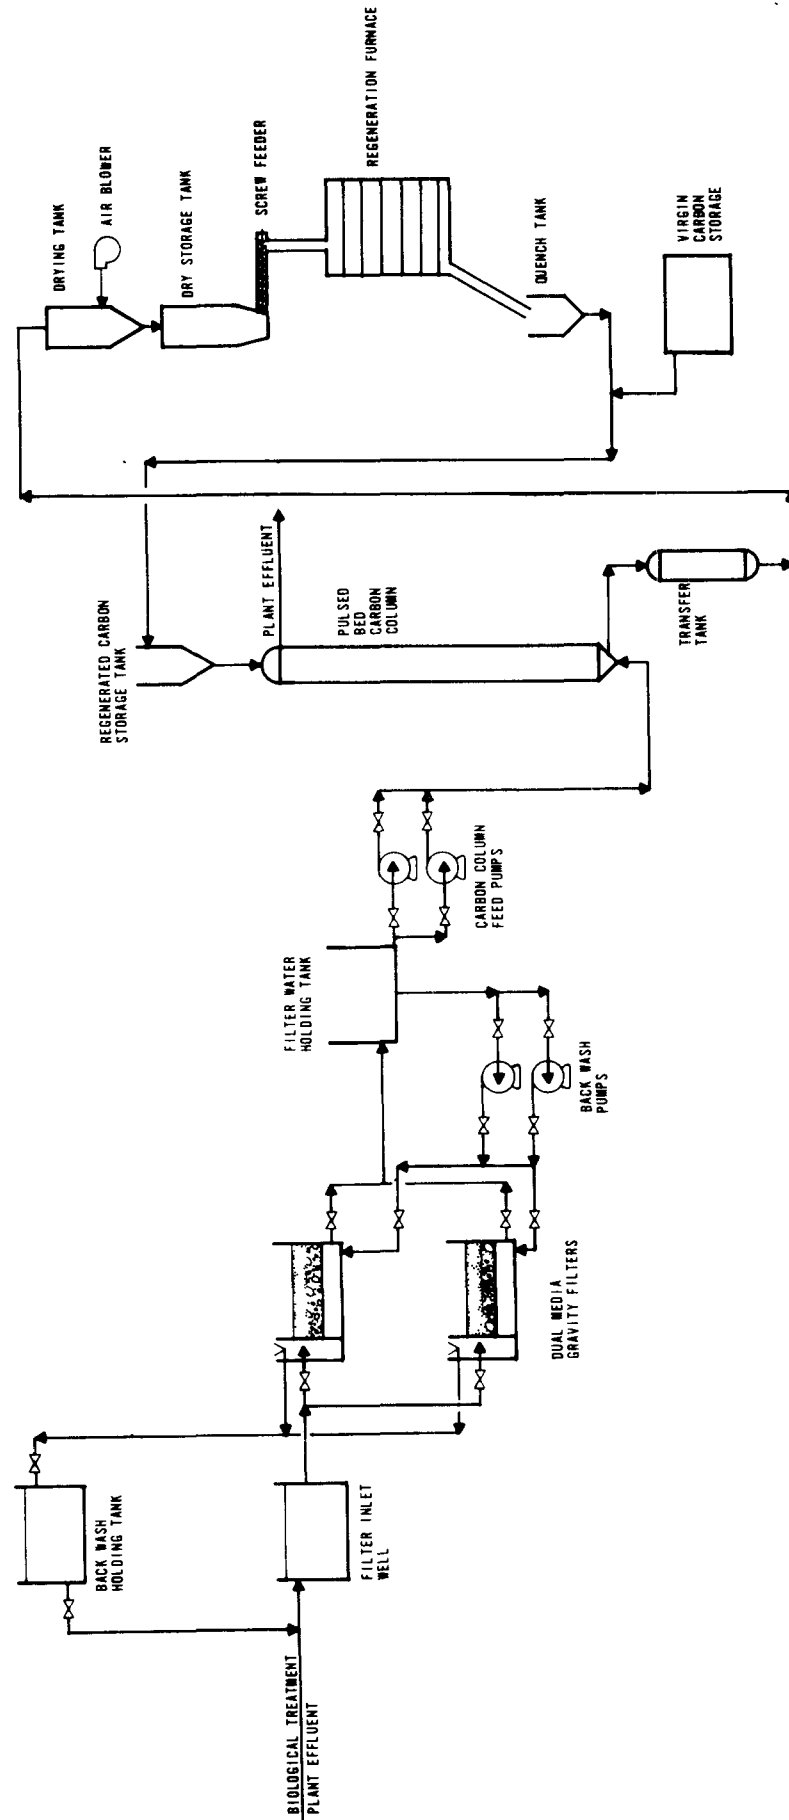 BIOLOGICAL TREATMENT
PLANT EFFLUENT
BACK WASH
HOLDING TANK
FILTER INLET
WELL
DUAL MEDIA
GRAVITY FILTERS
BACK WASH
PUMPS
FILTER WATER
HOLDING TANK
CARBON COLUMN
FEED PUMPS
REGENERATED CARBON
STORAGE TANK
PLANT EFFLUENT
PULSED
BED
CARBON
COLUMN
TRANSFER
TANK
DRYING TANK
AIR BLOWER
DRY STORAGE TANK
SCREW FEEDER
REGENERATION FURNACE
QUENCH TANK
VIRGIN
CARBON
STORAGE